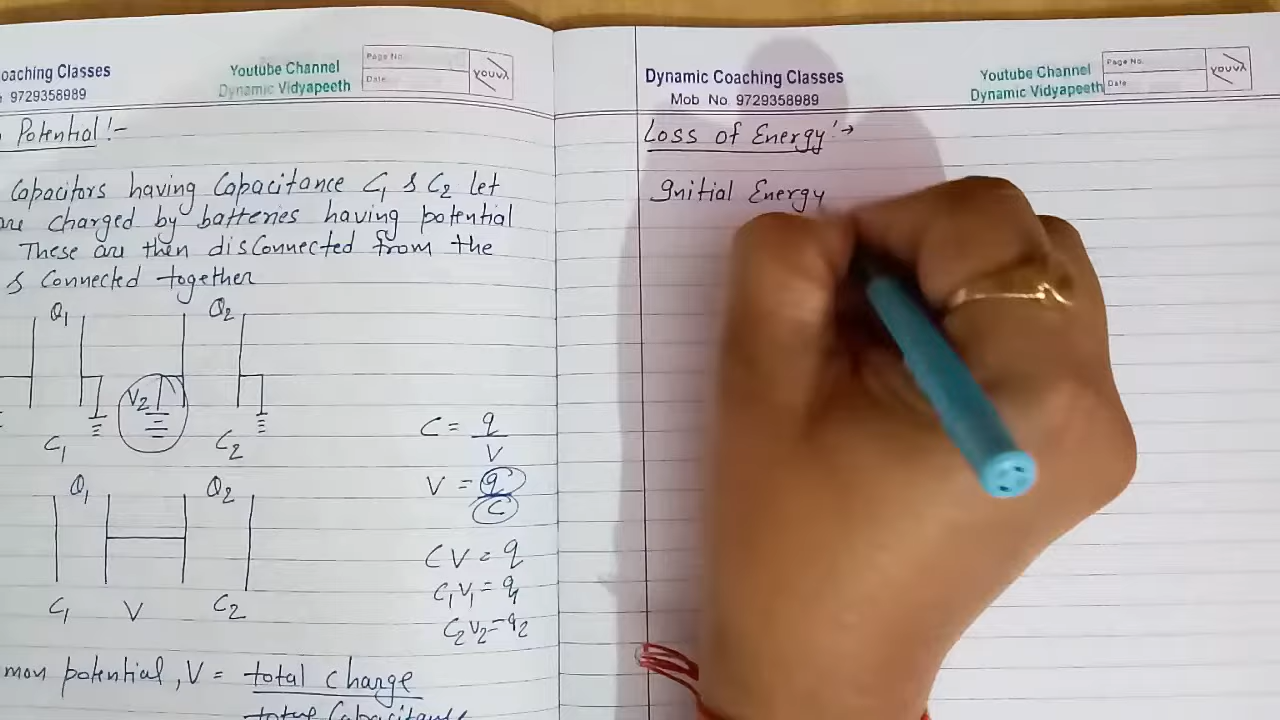 oaching Classes
9729358989
Youtube Channel
Dynamic Vidyapeeth
Page No.
Date
YOUVA
Potential!-
Capacitors having Capacitance C1 & C2 let
are charged by batteries having potential
These are then disconnected from the
& Connected together
Q1 Q2
V2
C1 C2
Q1 Q2
C1 V C2
C = q/V
V = q/C
CV = q
C1V1 = q1
C2V2 = q2
mon potential, V = total charge
total Capacitance
Dynamic Coaching Classes
Mob No. 9729358989
Youtube Channel
Dynamic Vidyapeeth
Page No.
Date
YOUVA
Loss of Energy:→
Initial Energy